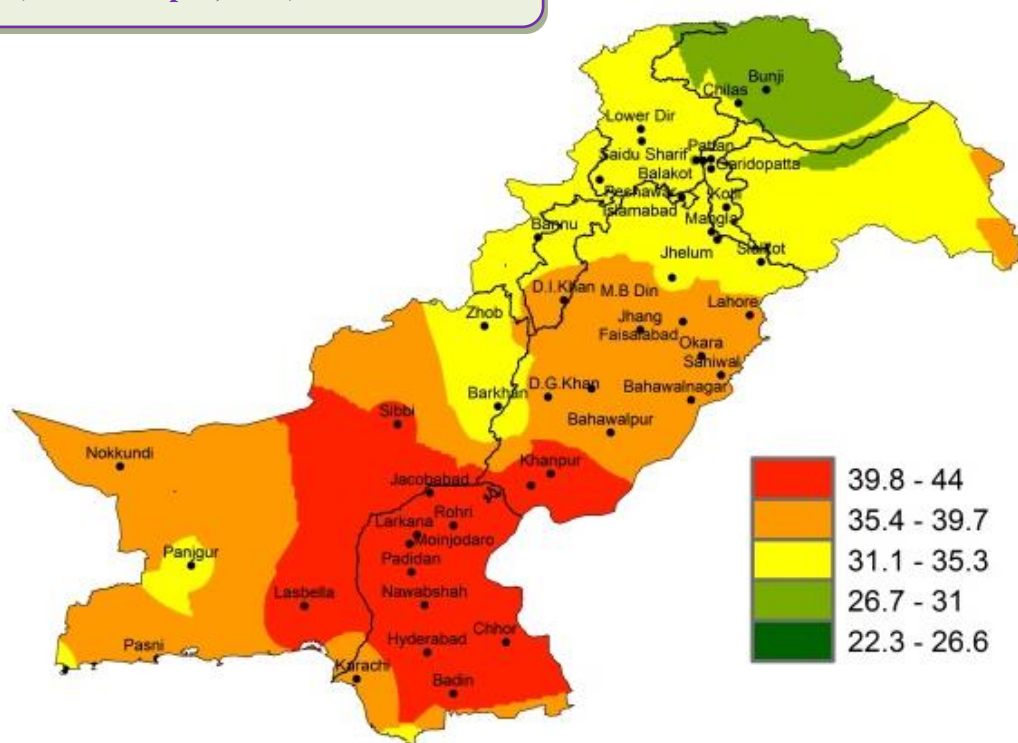 Bunji
Chilas
Lower Dir
Saidu Sharif
Pattan
Garidopatta
Balakot
Peshawar
Kotli
Islamabad
Mangla
Bannu
Sialkot
Jhelum
D.I.Khan
M.B Din
Lahore
Zhob
Jhang
Faisalabad
Okara
Sahiwal
D.G.Khan
Bahawalnagar
Barkhan
Sibbi
Bahawalpur
Nokkundi
Khanpur
Jacobabad
Rohri
Larkana
Moinjodaro
Panjgur
Padidan
Lasbella
Nawabshah
Chhor
Pasni
Hyderabad
Karachi
Badin
39.8 - 44
35.4 - 39.7
31.1 - 35.3
26.7 - 31
22.3 - 26.6